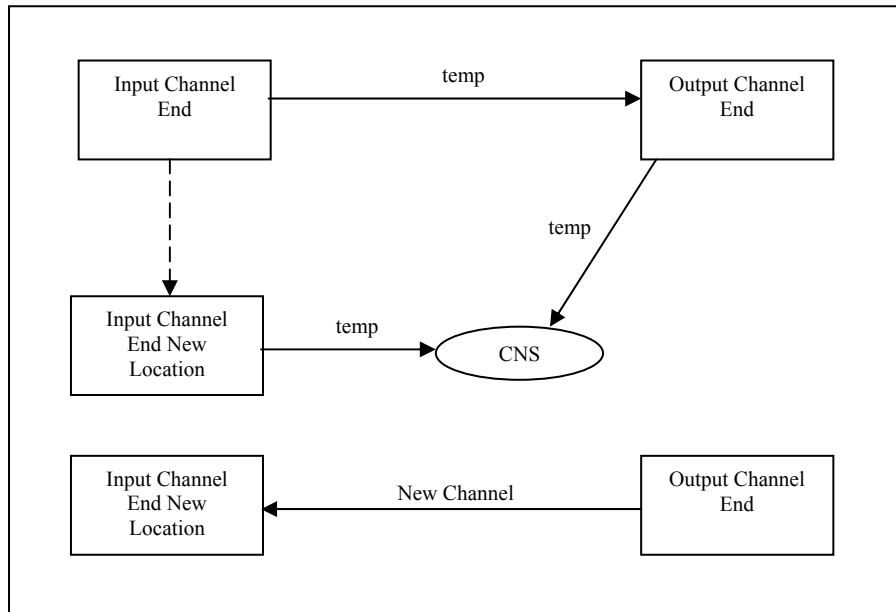 Input Channel
End
temp
Output Channel
End
temp
Input Channel
End New
Location
temp
CNS
Input Channel
End New
Location
New Channel
Output Channel
End